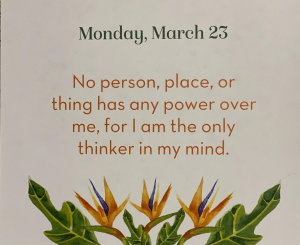 Monday, March 23
No person, place, or
thing has any power over
me, for I am the only
thinker in my mind.